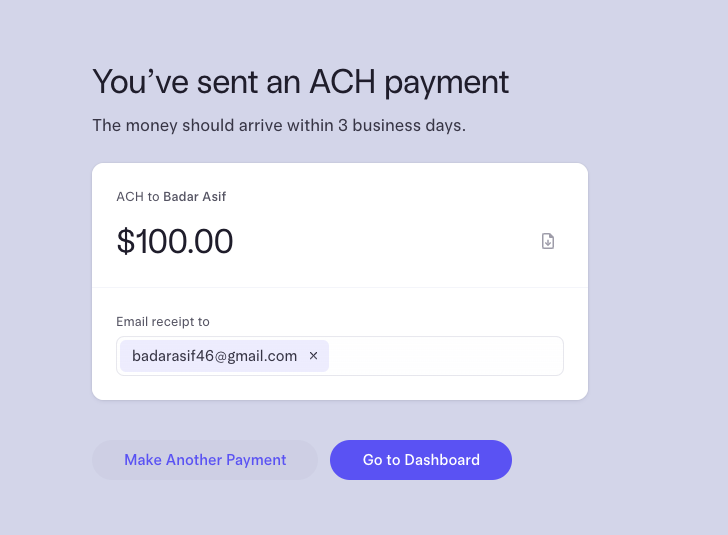 You’ve sent an ACH payment
The money should arrive within 3 business days.
ACH to Badar Asif
$100.00
Email receipt to
badarasif46@gmail.com ×
Make Another Payment
Go to Dashboard